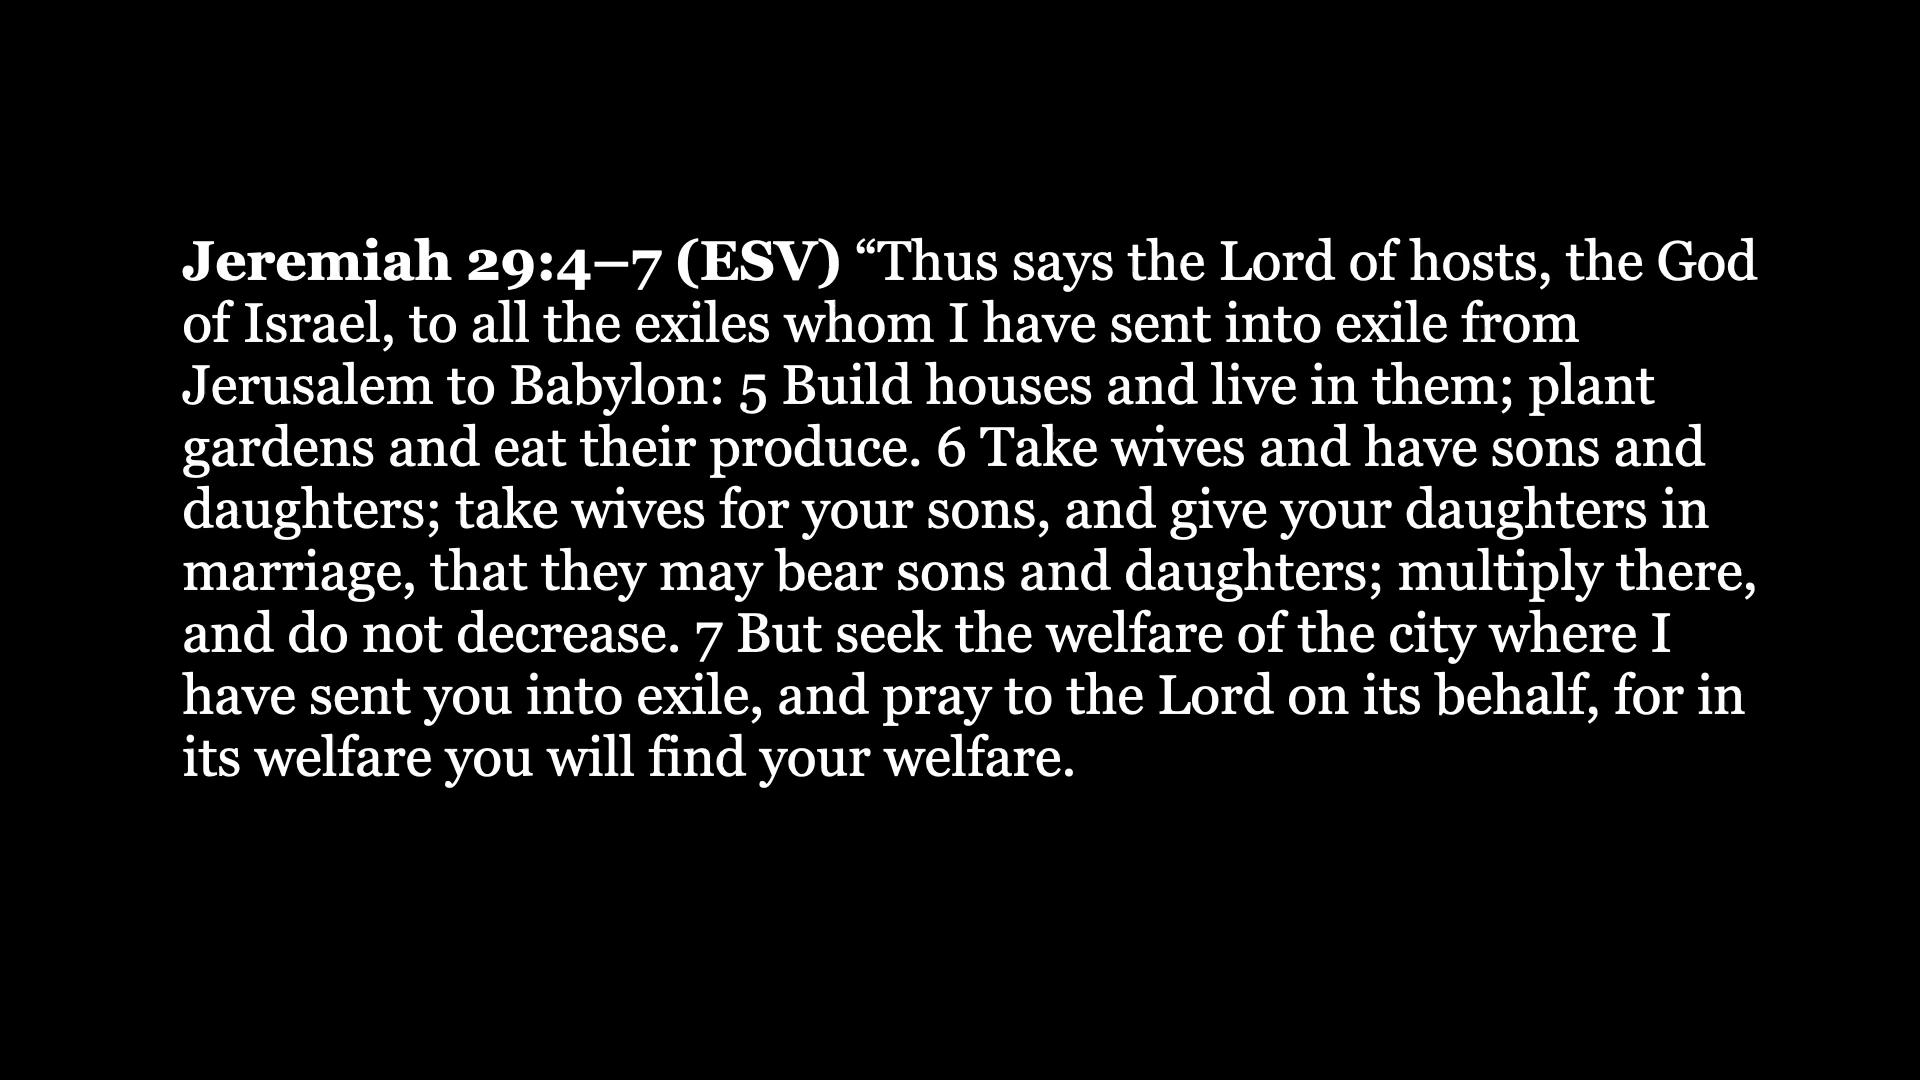 Jeremiah 29:4–7 (ESV) “Thus says the Lord of hosts, the God
of Israel, to all the exiles whom I have sent into exile from
Jerusalem to Babylon: 5 Build houses and live in them; plant
gardens and eat their produce. 6 Take wives and have sons and
daughters; take wives for your sons, and give your daughters in
marriage, that they may bear sons and daughters; multiply there,
and do not decrease. 7 But seek the welfare of the city where I
have sent you into exile, and pray to the Lord on its behalf, for in
its welfare you will find your welfare.